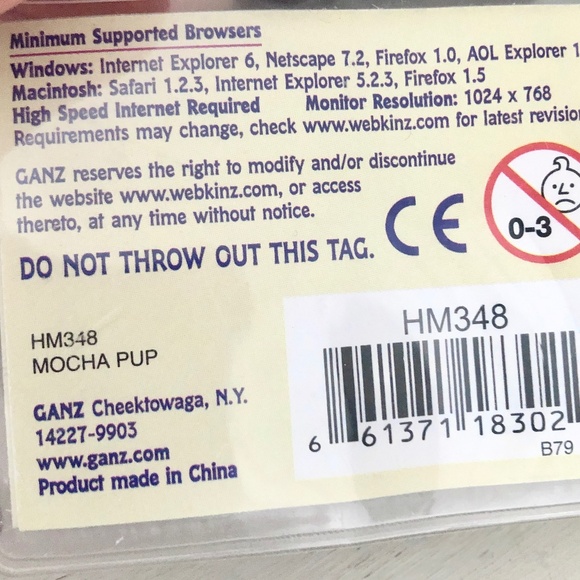 Minimum Supported Browsers
Windows: Internet Explorer 6, Netscape 7.2, Firefox 1.0, AOL Explorer 1
Macintosh: Safari 1.2.3, Internet Explorer 5.2.3, Firefox 1.5
High Speed Internet Required Monitor Resolution: 1024 x 768
Requirements may change, check www.webkinz.com for latest revision
GANZ reserves the right to modify and/or discontinue
the website www.webkinz.com, or access
thereto, at any time without notice.
CE
0-3
DO NOT THROW OUT THIS TAG.
HM348
MOCHA PUP
GANZ Cheektowaga, N.Y.
14227-9903
www.ganz.com
Product made in China
HM348
6 61371 18302
B79